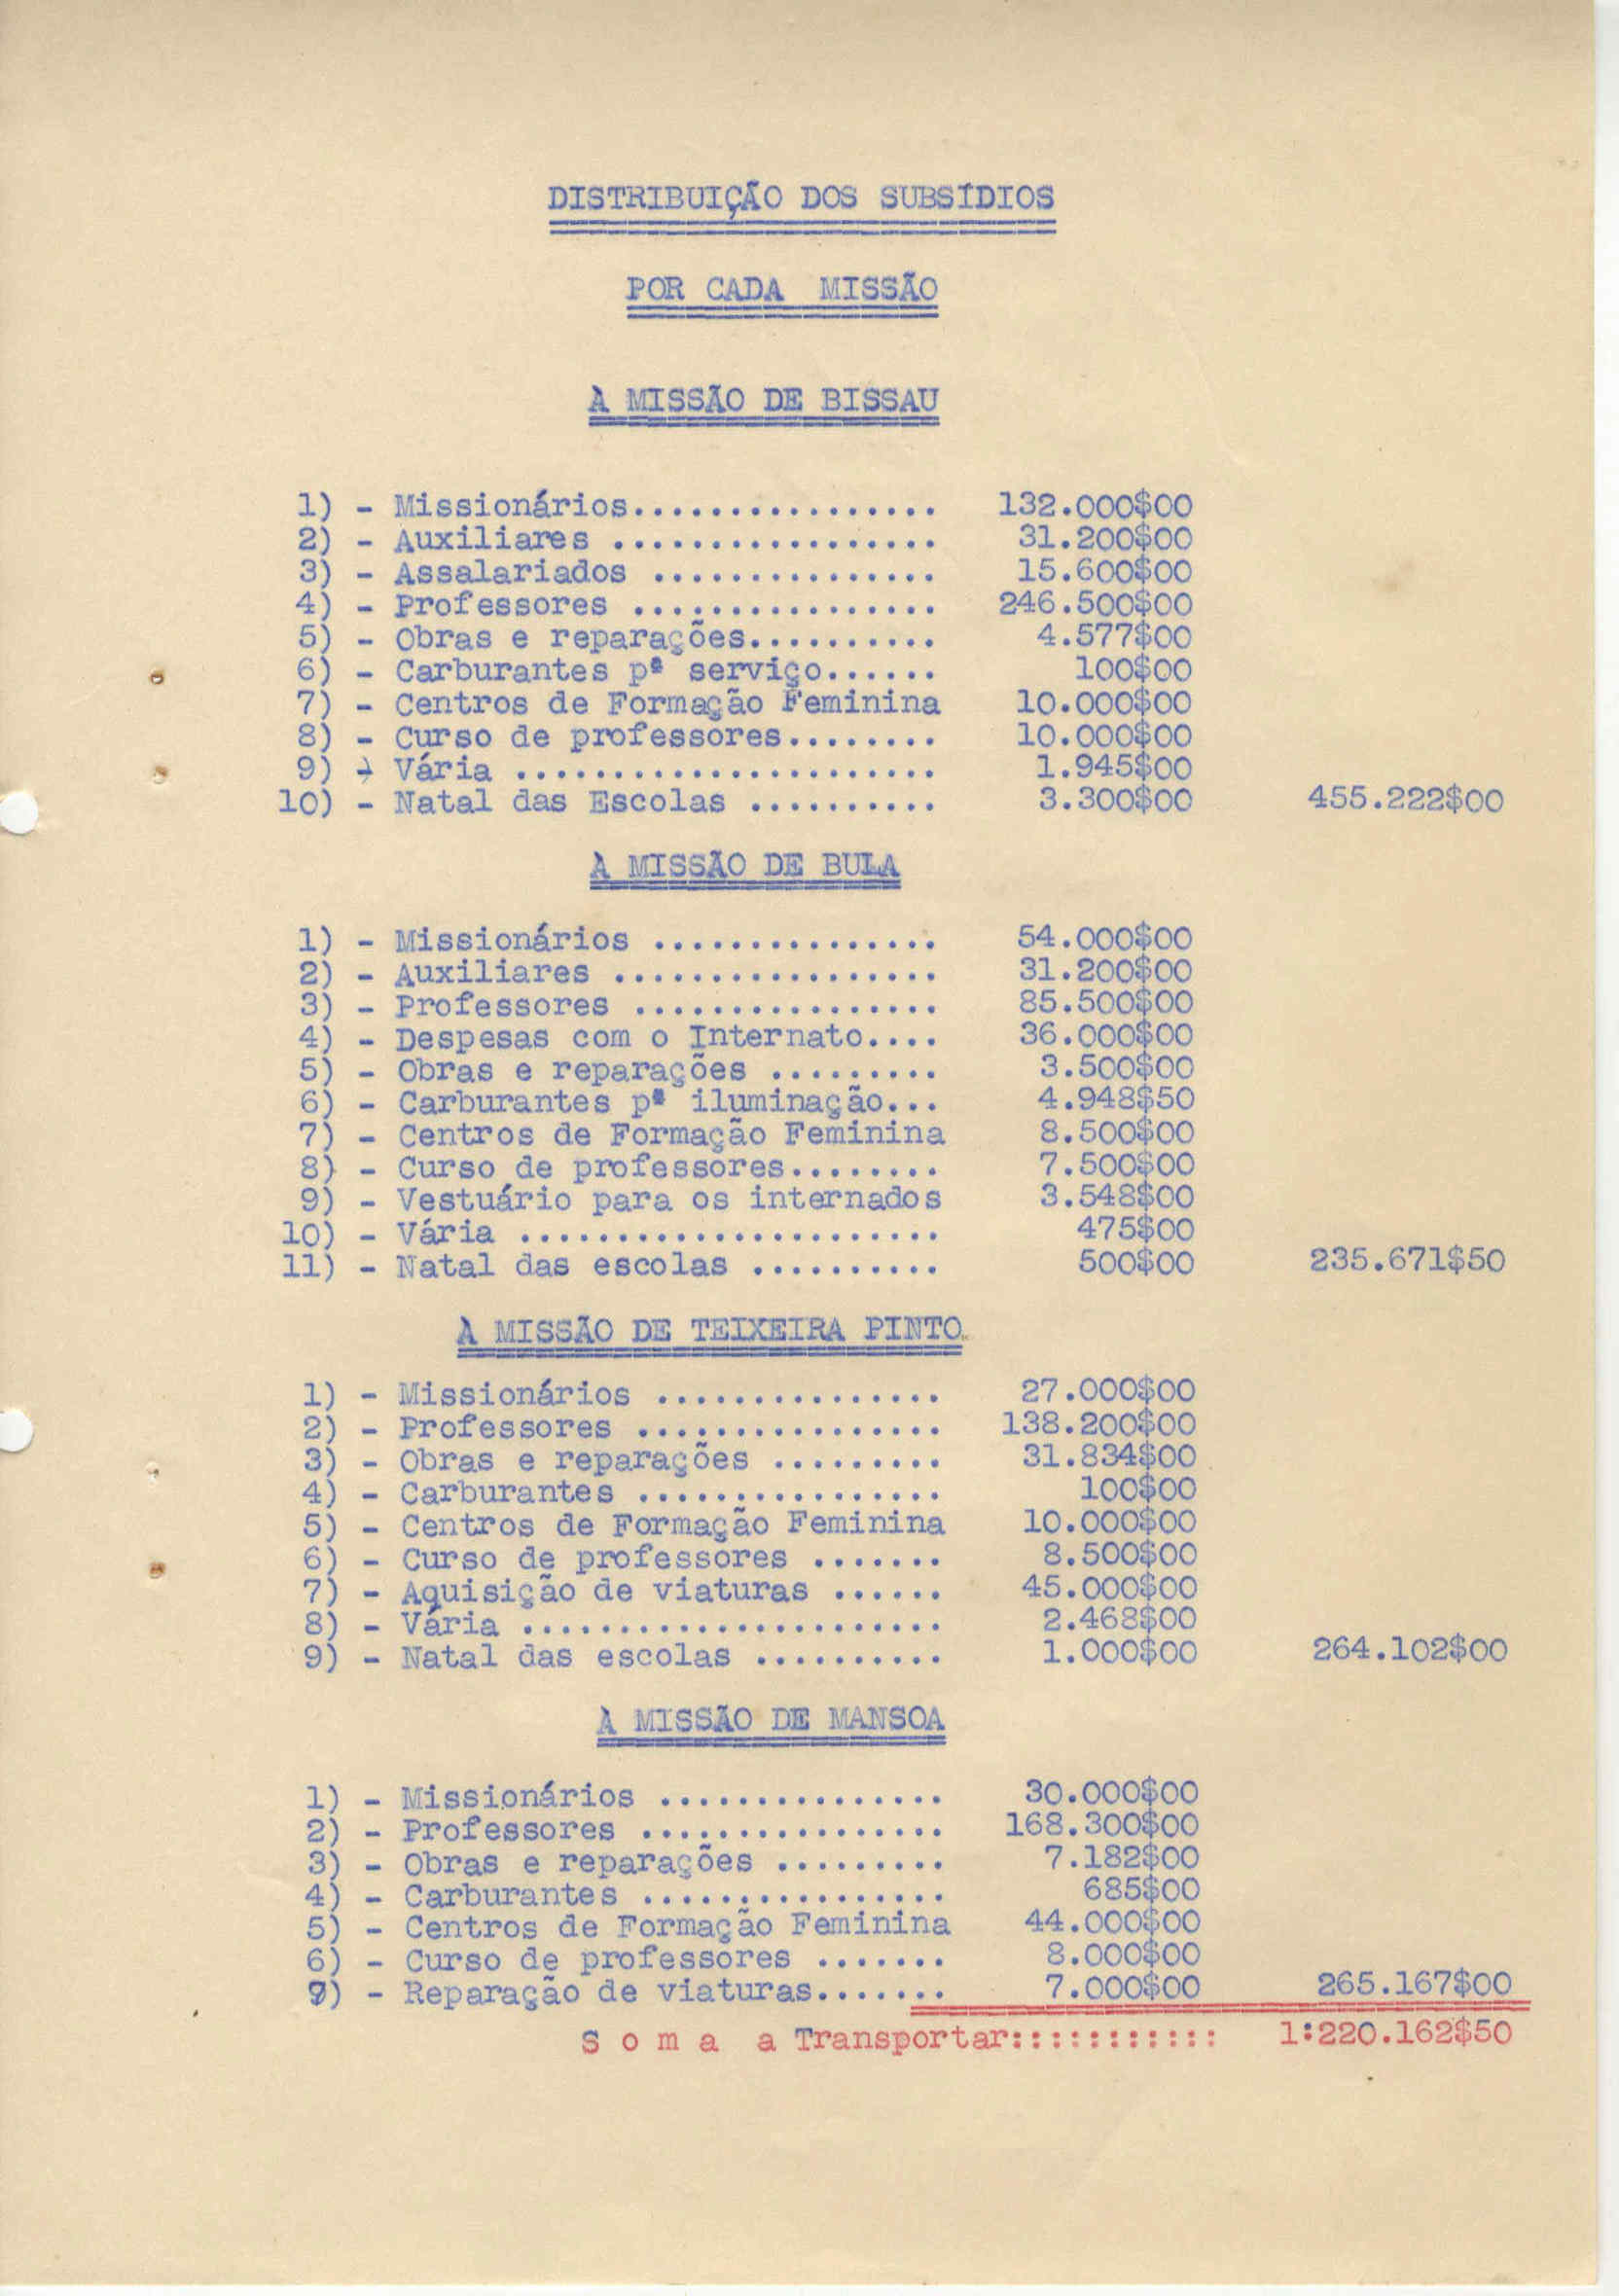 DISTRIBUIÇÃO DOS SUBSÍDIOS
POR CADA MISSÃO
À MISSÃO DE BISSAU
1) - Missionários................ 132.000$00
2) - Auxiliares ................. 31.200$00
3) - Assalariados ............... 15.600$00
4) - Professores ................ 246.500$00
5) - Obras e reparações.......... 4.577$00
6) - Carburantes pª serviço...... 100$00
7) - Centros de Formação Feminina 10.000$00
8) - Curso de professores........ 10.000$00
9) - Vária ...................... 1.945$00
10) - Natal das Escolas .......... 3.300$00 455.222$00
À MISSÃO DE BULA
1) - Missionários ............... 54.000$00
2) - Auxiliares ................. 31.200$00
3) - Professores ................ 85.500$00
4) - Despesas com o Internato.... 36.000$00
5) - Obras e reparações ......... 3.500$00
6) - Carburantes pª iluminação... 4.948$50
7) - Centros de Formação Feminina 8.500$00
8) - Curso de professores........ 7.500$00
9) - Vestuário para os internados 3.548$00
10) - Vária ...................... 475$00
11) - Natal das escolas .......... 500$00 235.671$50
À MISSÃO DE TEIXEIRA PINTO.
1) - Missionários ............... 27.000$00
2) - Professores ................ 138.200$00
3) - Obras e reparações ......... 31.834$00
4) - Carburantes ................ 100$00
5) - Centros de Formação Feminina 10.000$00
6) - Curso de professores ....... 8.500$00
7) - Aquisição de viaturas ...... 45.000$00
8) - Vária ...................... 2.468$00
9) - Natal das escolas .......... 1.000$00 264.102$00
À MISSÃO DE MANSOA
1) - Missionários ............... 30.000$00
2) - Professores ................ 168.300$00
3) - Obras e reparações ......... 7.182$00
4) - Carburantes ................ 685$00
5) - Centros de Formação Feminina 44.000$00
6) - Curso de professores ....... 8.000$00
9) - Reparação de viaturas....... 7.000$00 265.167$00
S o m a a Transportar::::::::::: 1:220.162$50